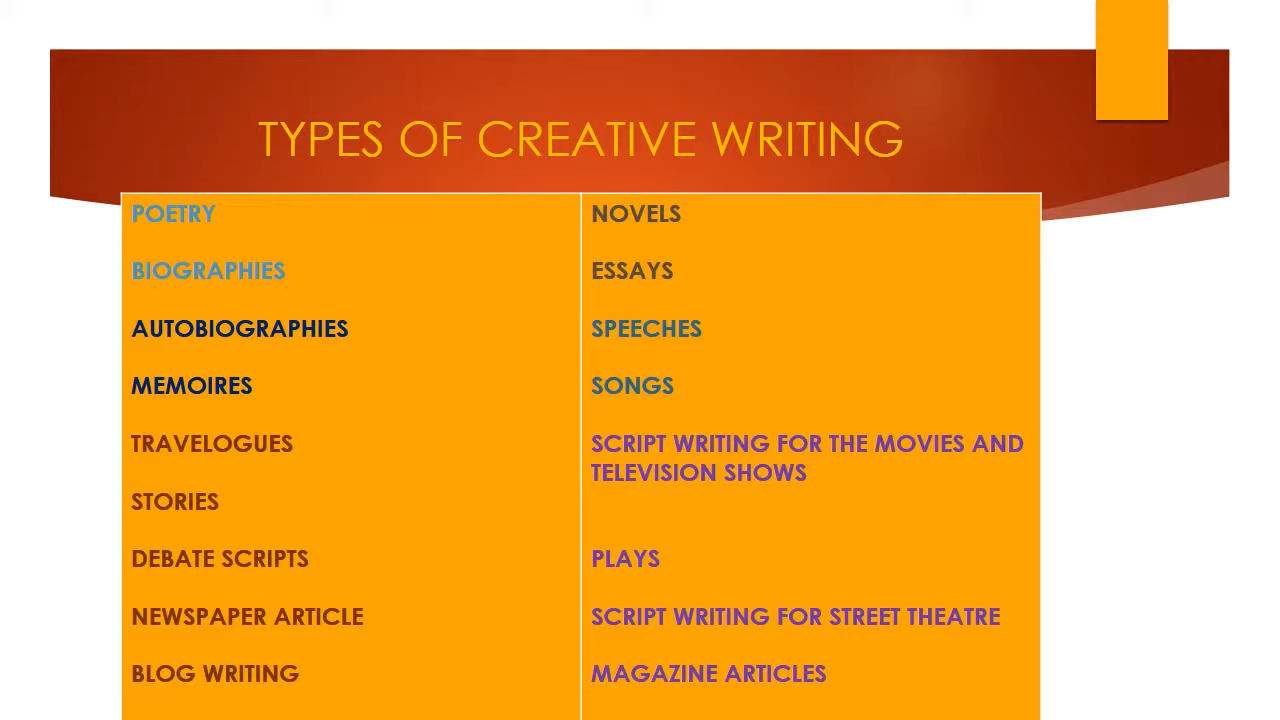 TYPES OF CREATIVE WRITING
POETRY
BIOGRAPHIES
AUTOBIOGRAPHIES
MEMOIRES
TRAVELOGUES
STORIES
DEBATE SCRIPTS
NEWSPAPER ARTICLE
BLOG WRITING
NOVELS
ESSAYS
SPEECHES
SONGS
SCRIPT WRITING FOR THE MOVIES AND
TELEVISION SHOWS
PLAYS
SCRIPT WRITING FOR STREET THEATRE
MAGAZINE ARTICLES